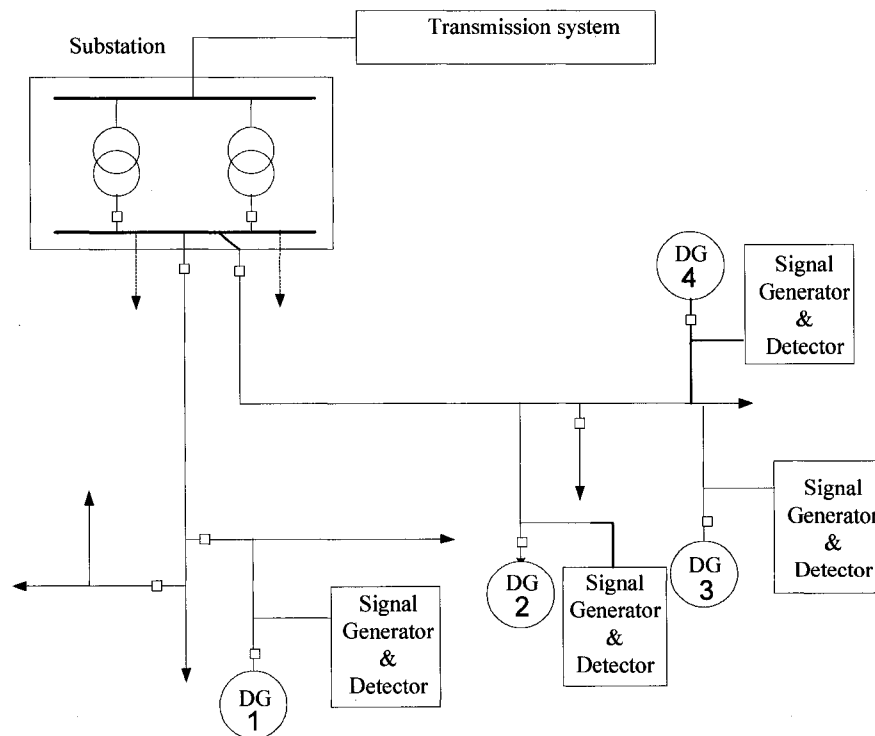 Transmission system
Substation
DG
4
Signal
Generator
&
Detector
Signal
Generator
&
Detector
DG
3
DG
2
Signal
Generator
&
Detector
Signal
Generator
&
Detector
DG
1